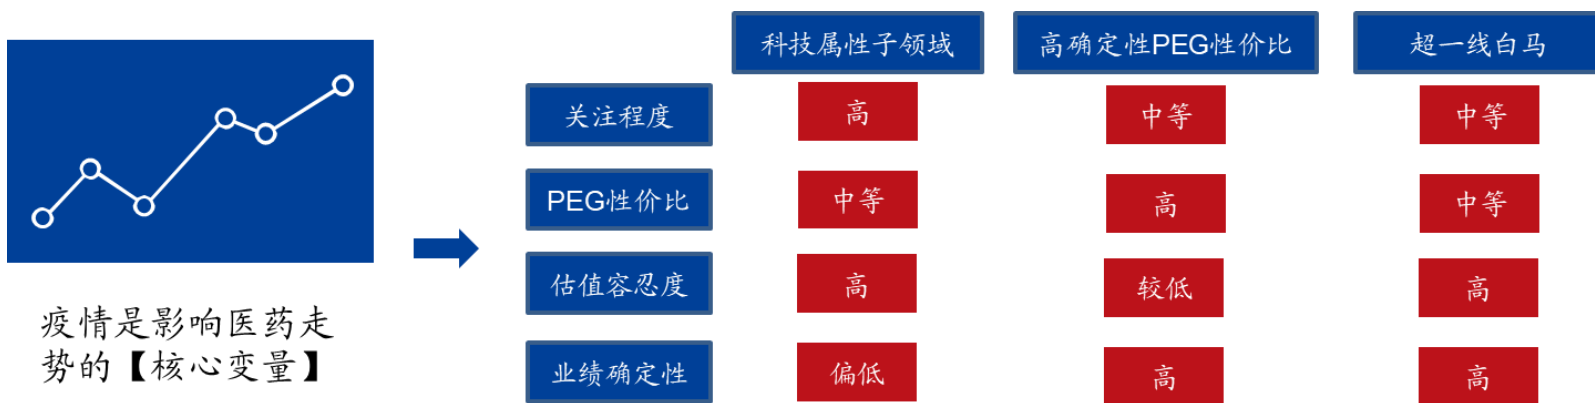 科技属性子领域 高确定性PEG性价比 超一线白马
关注程度 高 中等 中等
PEG性价比 中等 高 中等
估值容忍度 高 较低 高
业绩确定性 偏低 高 高
疫情是影响医药走
势的【核心变量】